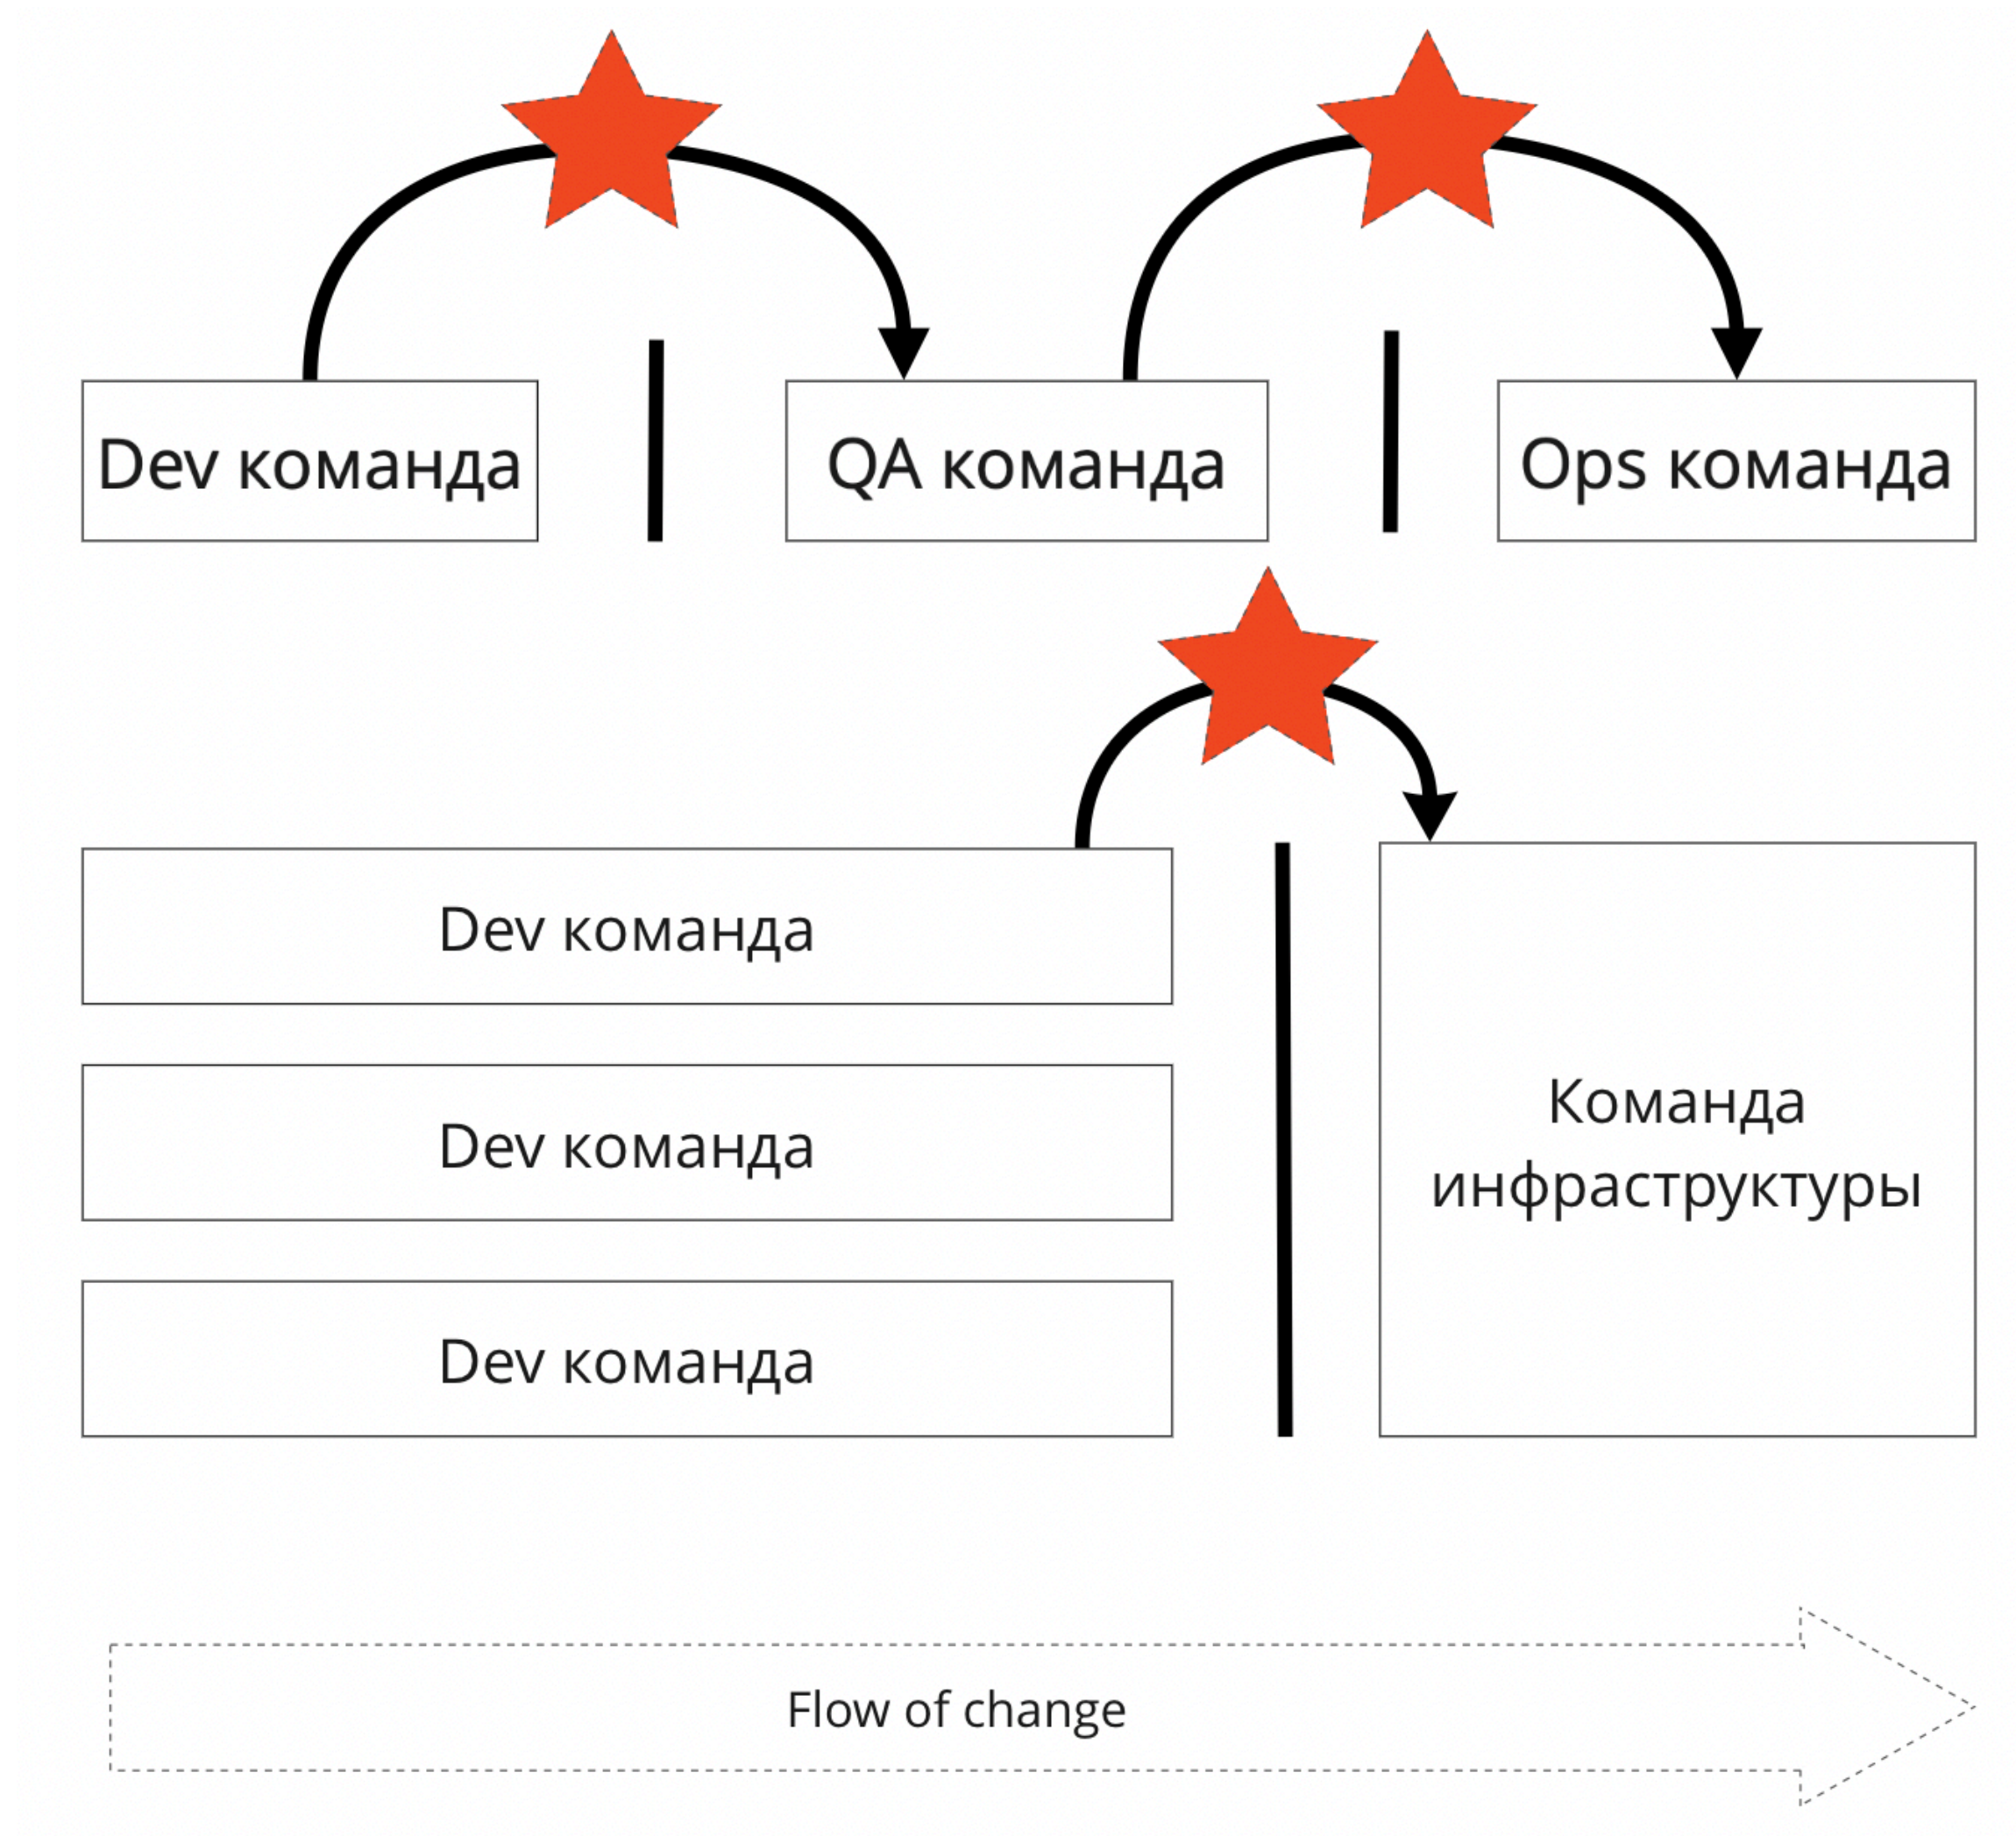 Dev команда
QA команда
Ops команда
Dev команда
Dev команда
Dev команда
Команда
инфраструктуры
Flow of change